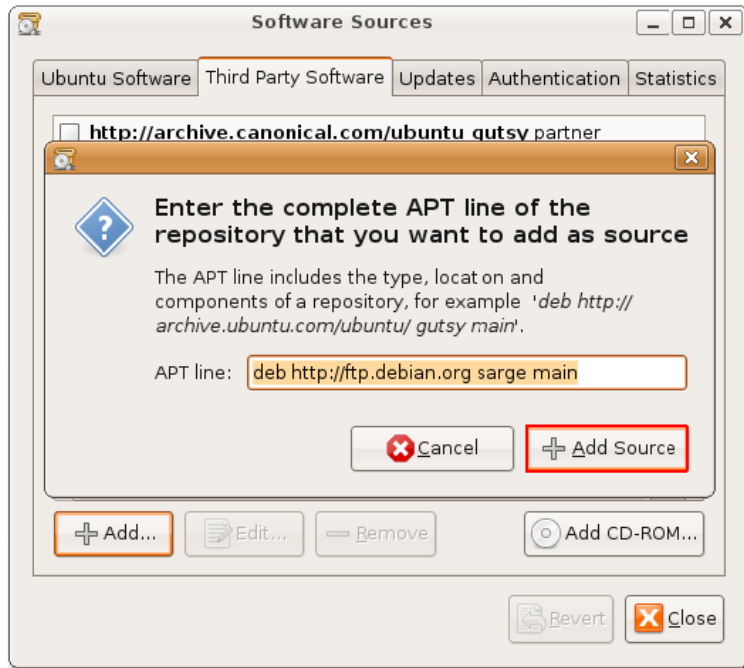 Software Sources
Ubuntu Software Third Party Software Updates Authentication Statistics
http://archive.canonical.com/ubuntu gutsy partner
Enter the complete APT line of the
repository that you want to add as source
The APT line includes the type, location and
components of a repository, for example 'deb http://
archive.ubuntu.com/ubuntu/ gutsy main'.
APT line: deb http://ftp.debian.org sarge main
Cancel Add Source
Add... Edit... Remove Add CD-ROM...
Revert Close